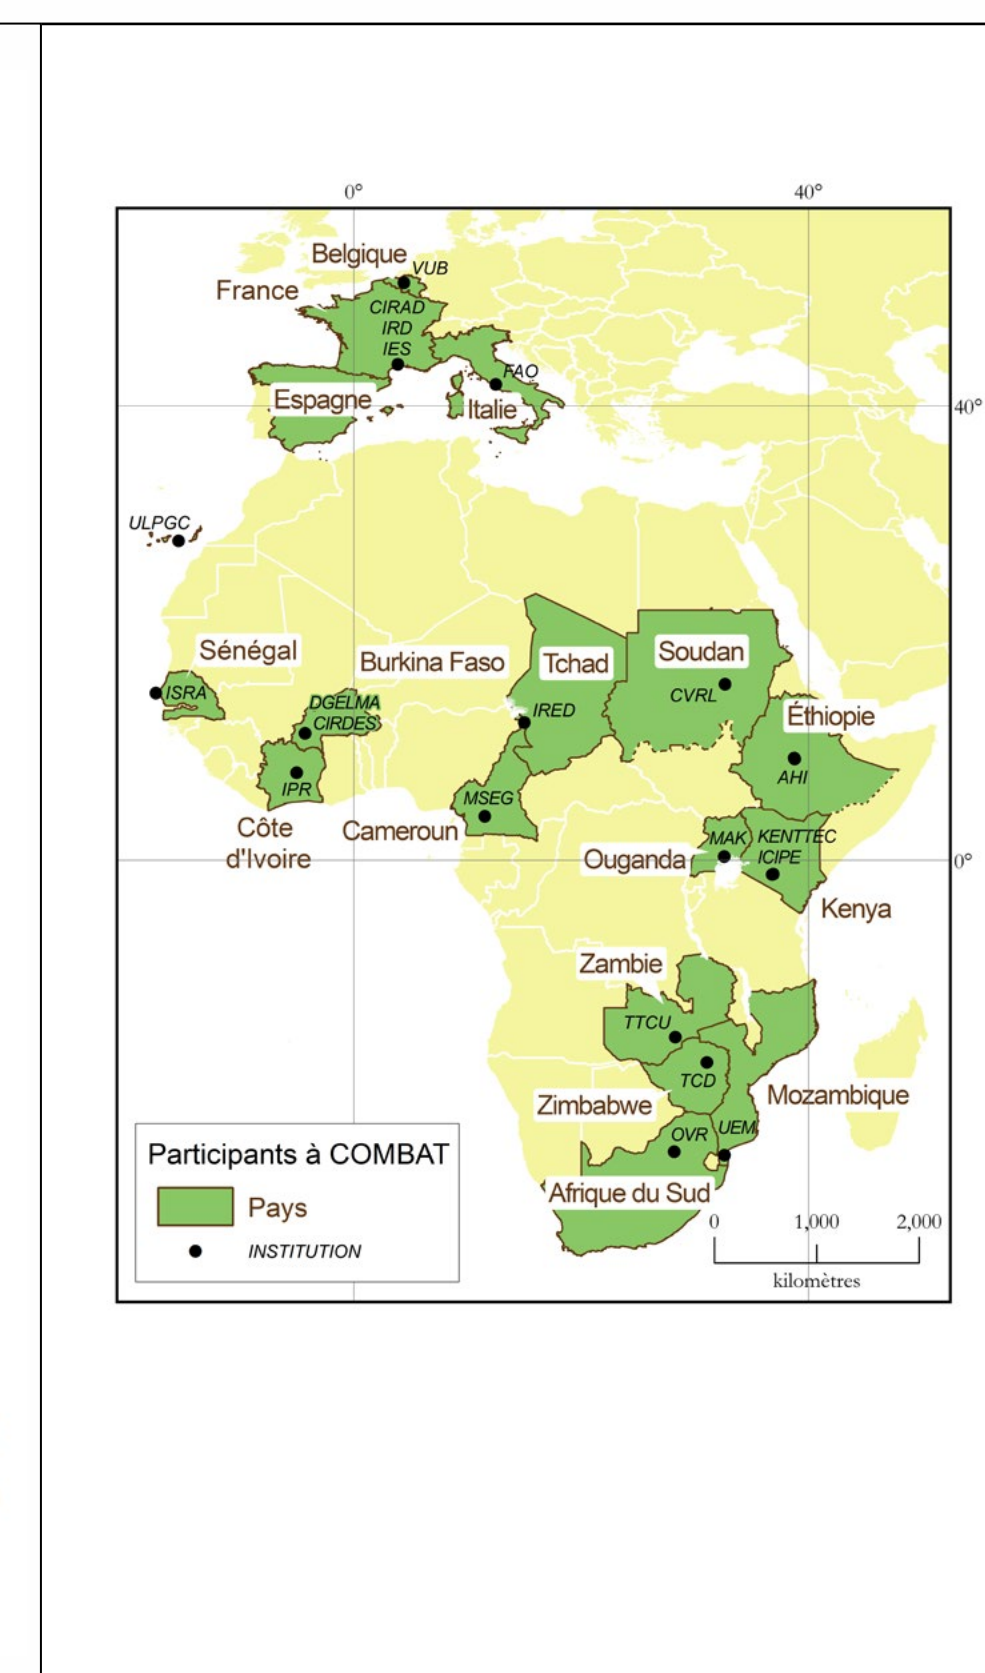 0°
40°
Belgique
VUB
France
CIRAD
IRD
IES
FAO
Espagne
Italie
40°
ULPGC
Sénégal
Burkina Faso
Tchad
Soudan
ISRA
DGELMA
CIRDES
IRED
CVRL
Éthiopie
AHI
IPR
MSEG
Côte
d'Ivoire
Cameroun
MAK
KENTTEC
ICIPE
Ouganda
0°
Kenya
Zambie
TTCU
TCD
Zimbabwe
Mozambique
OVR
UEM
Afrique du Sud
Participants à COMBAT
Pays
INSTITUTION
0
1,000
2,000
kilomètres